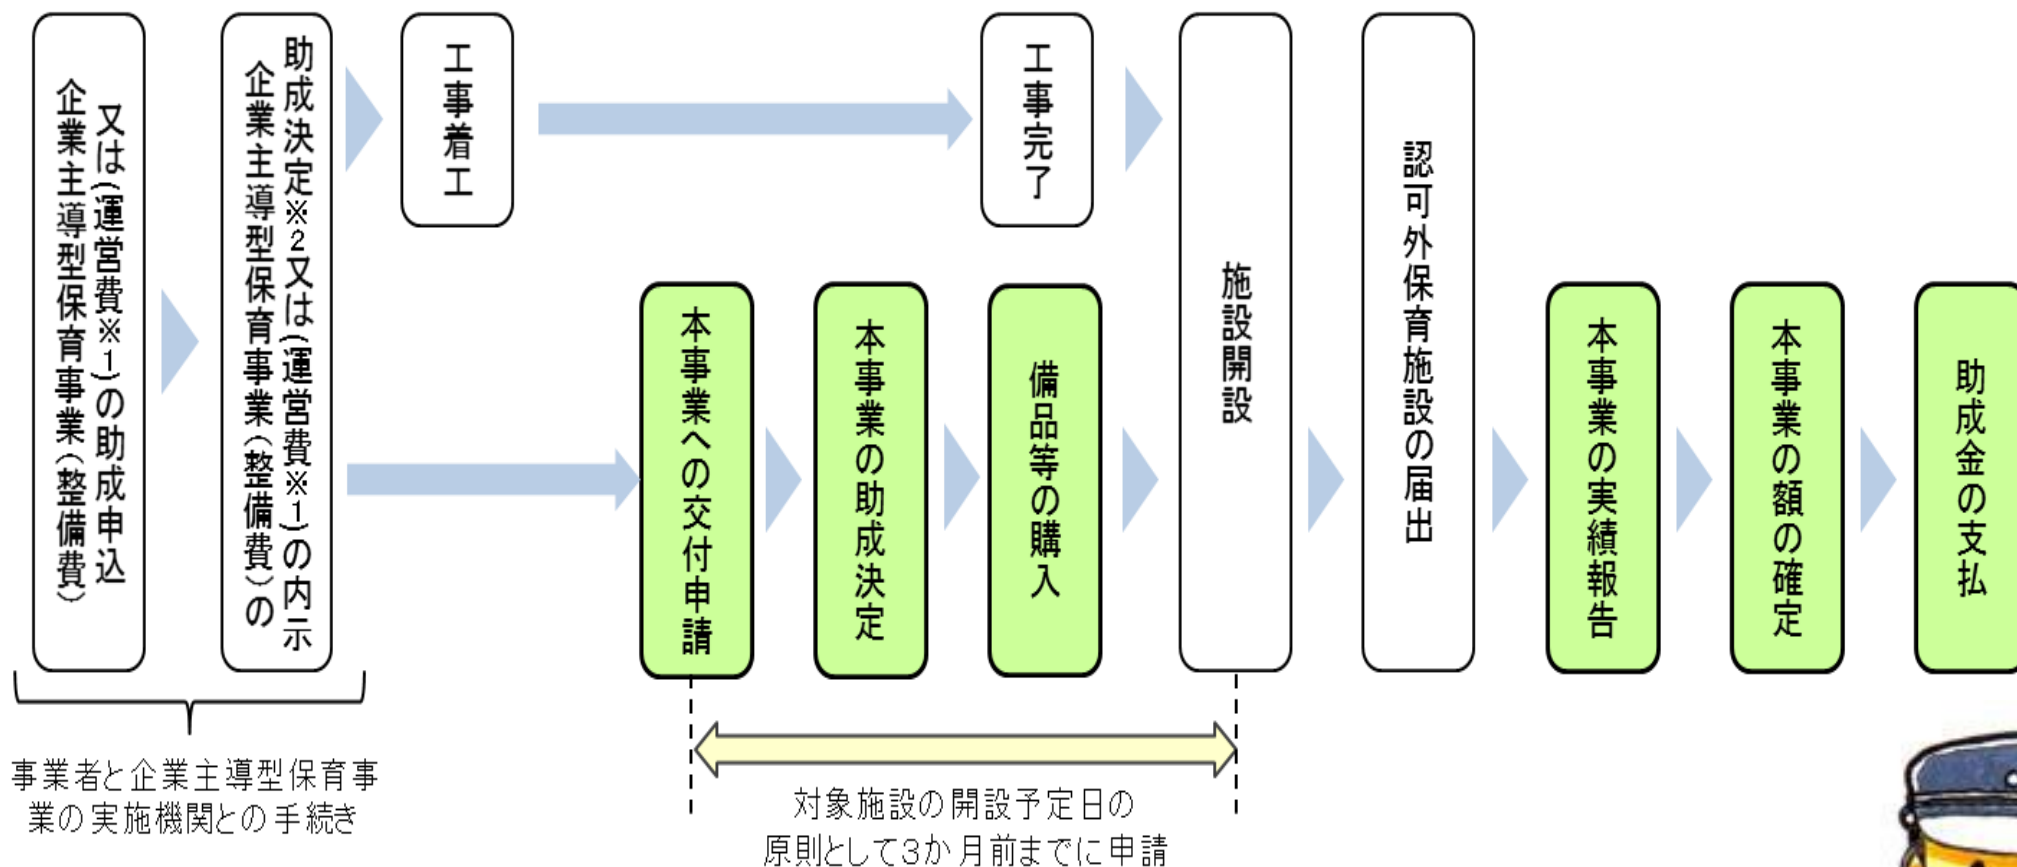 企業主導型保育事業(整備費)
又は(運営費※1)の助成申込
企業主導型保育事業(整備費)の
助成決定※2又は(運営費※1)の内示
工事着工
工事完了
本事業への交付申請
本事業の助成決定
備品等の購入
施設開設
認可外保育施設の届出
本事業の実績報告
本事業の額の確定
助成金の支払
事業者と企業主導型保育事
業の実施機関との手続き
対象施設の開設予定日の
原則として3か月前までに申請